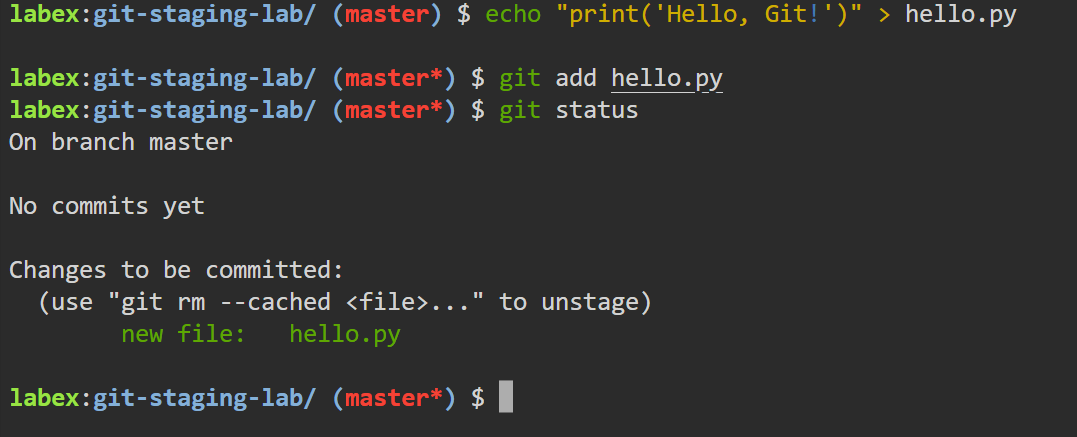 labex:git-staging-lab/ (master) $ echo "print('Hello, Git!')" > hello.py
labex:git-staging-lab/ (master*) $ git add hello.py
labex:git-staging-lab/ (master*) $ git status
On branch master
No commits yet
Changes to be committed:
  (use "git rm --cached <file>..." to unstage)
        new file:   hello.py
labex:git-staging-lab/ (master*) $